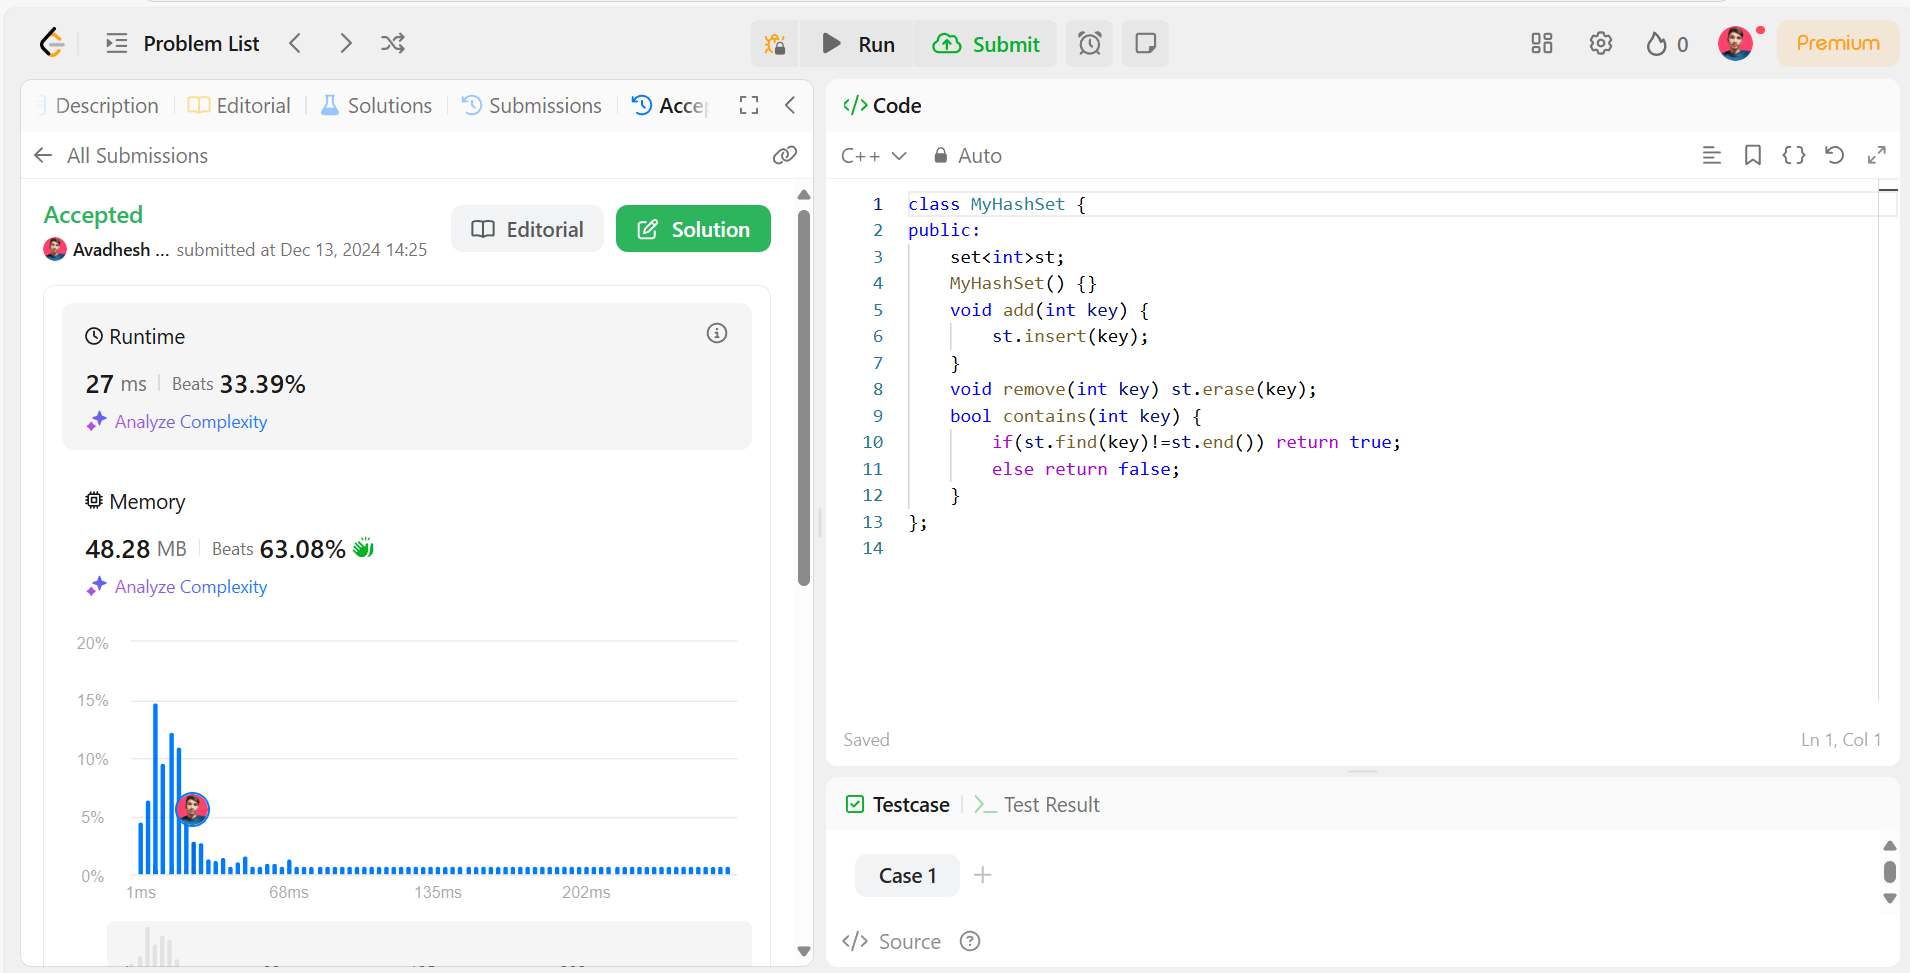 Problem List
Run
Submit
0
Premium
Description
Editorial
Solutions
Submissions
Acce
All Submissions
Accepted
Avadhesh ... submitted at Dec 13, 2024 14:25
Editorial
Solution
Runtime
27 ms Beats 33.39%
Analyze Complexity
Memory
48.28 MB Beats 63.08%
Analyze Complexity
20%
15%
10%
5%
0%
1ms 68ms 135ms 202ms
</> Code
C++ Auto
1 class MyHashSet {
2 public:
3     set<int>st;
4     MyHashSet() {}
5     void add(int key) {
6         st.insert(key);
7     }
8     void remove(int key) st.erase(key);
9     bool contains(int key) {
10         if(st.find(key)!=st.end()) return true;
11         else return false;
12     }
13 };
14
Saved
Ln 1, Col 1
Testcase
Test Result
Case 1
</> Source